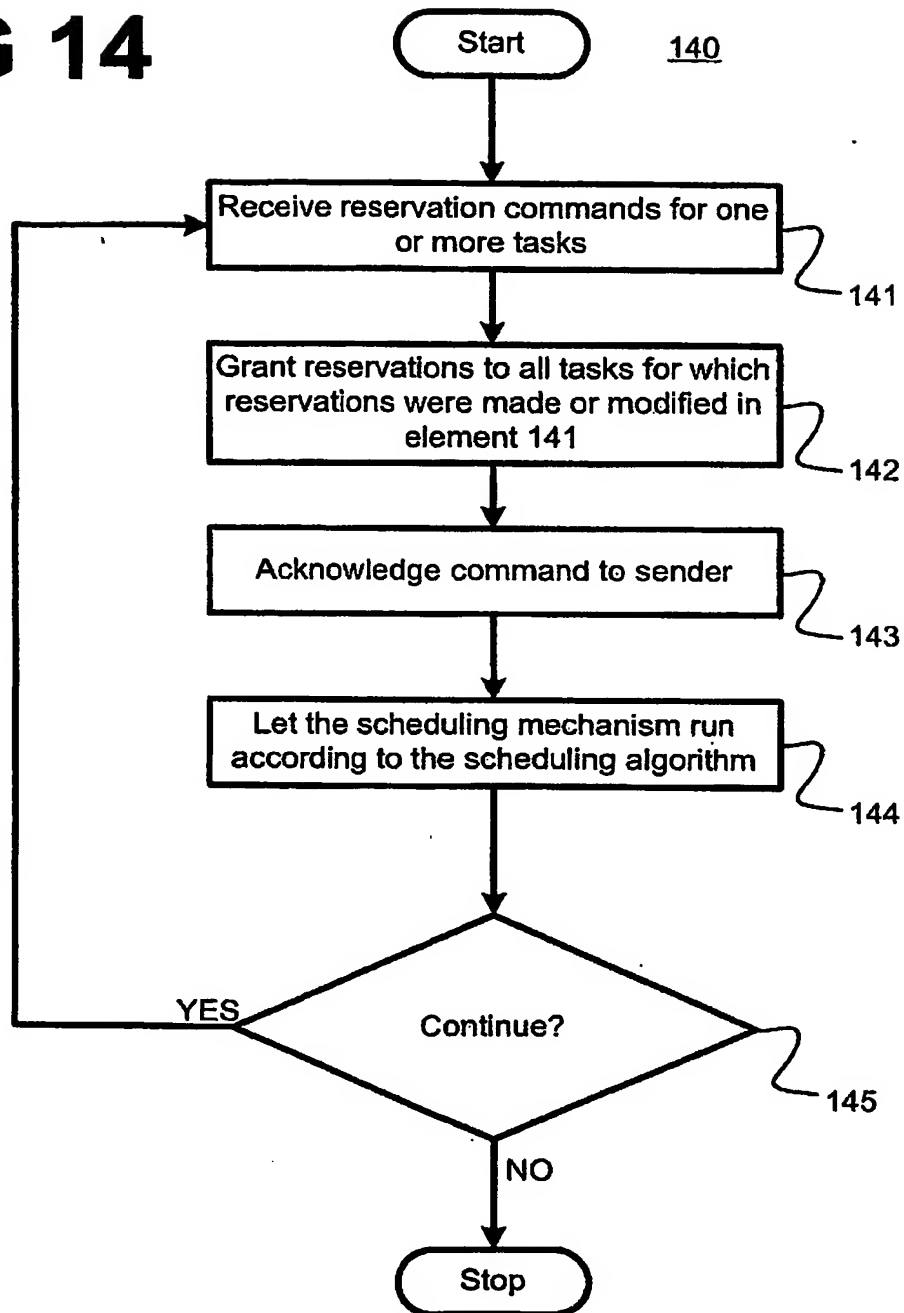 G 14
Start
140
Receive reservation commands for one
or more tasks
141
Grant reservations to all tasks for which
reservations were made or modified in
element 141
142
Acknowledge command to sender
143
Let the scheduling mechanism run
according to the scheduling algorithm
144
YES
Continue?
145
NO
Stop